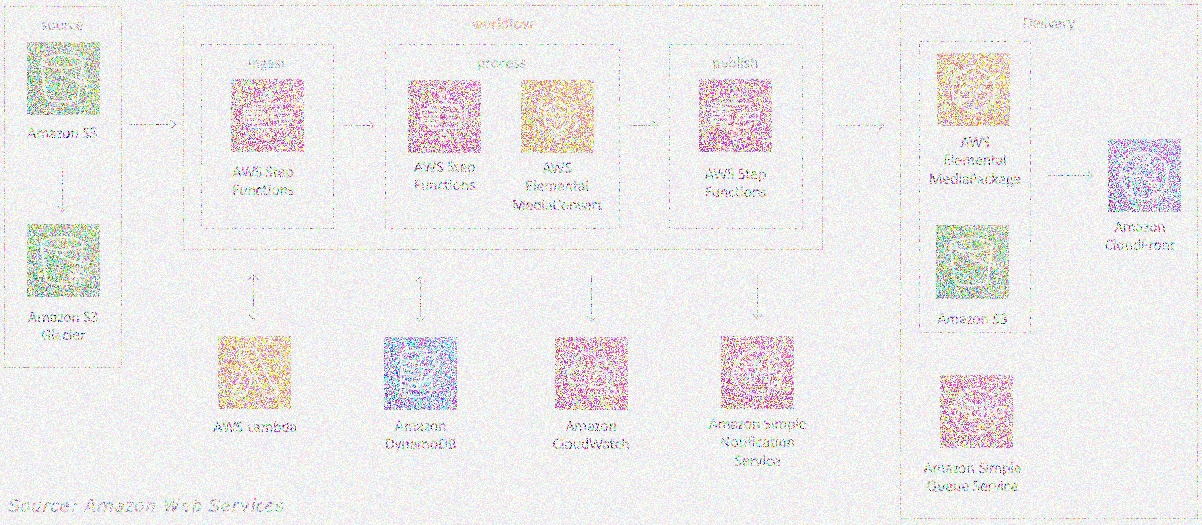 source
Amazon S3
Amazon S3
Glacier
workflow
ingest
AWS Step
Functions
process
AWS Step
Functions
AWS
Elemental
MediaConvert
publish
AWS Step
Functions
AWS Lambda
Amazon
DynamoDB
Amazon
CloudWatch
Amazon Simple
Notification
Service
Delivery
AWS
Elemental
MediaPackage
Amazon S3
Amazon
CloudFront
Amazon Simple
Queue Service
Source: Amazon Web Services